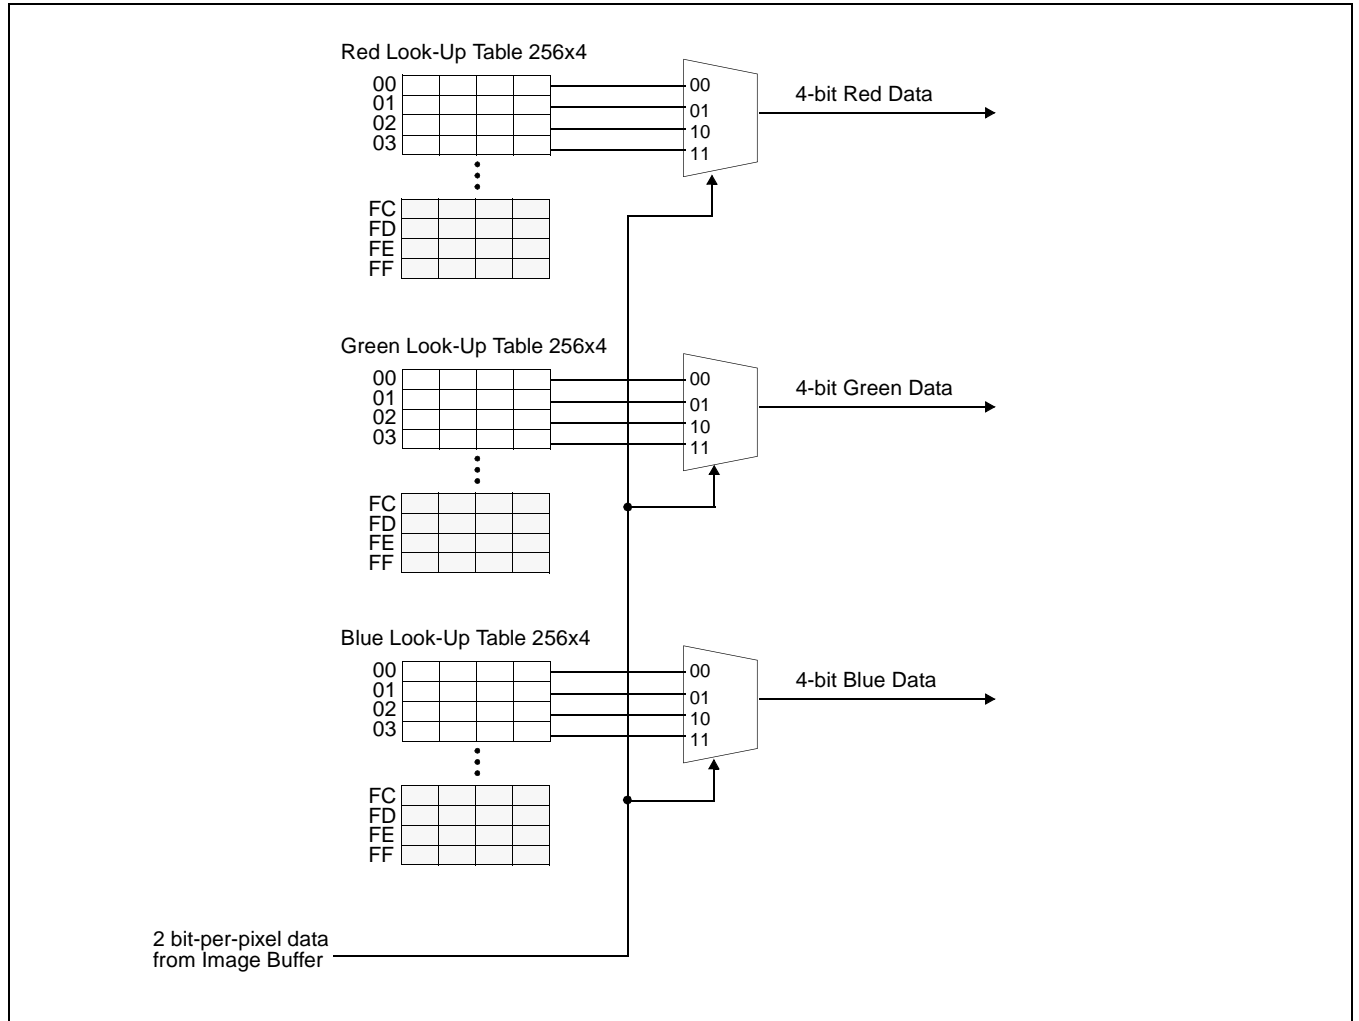 Red Look-Up Table 256x4
00
01
02
03
00
01
10
11
4-bit Red Data
FC
FD
FE
FF
Green Look-Up Table 256x4
00
01
02
03
00
01
10
11
4-bit Green Data
FC
FD
FE
FF
Blue Look-Up Table 256x4
00
01
02
03
00
01
10
11
4-bit Blue Data
FC
FD
FE
FF
2 bit-per-pixel data
from Image Buffer